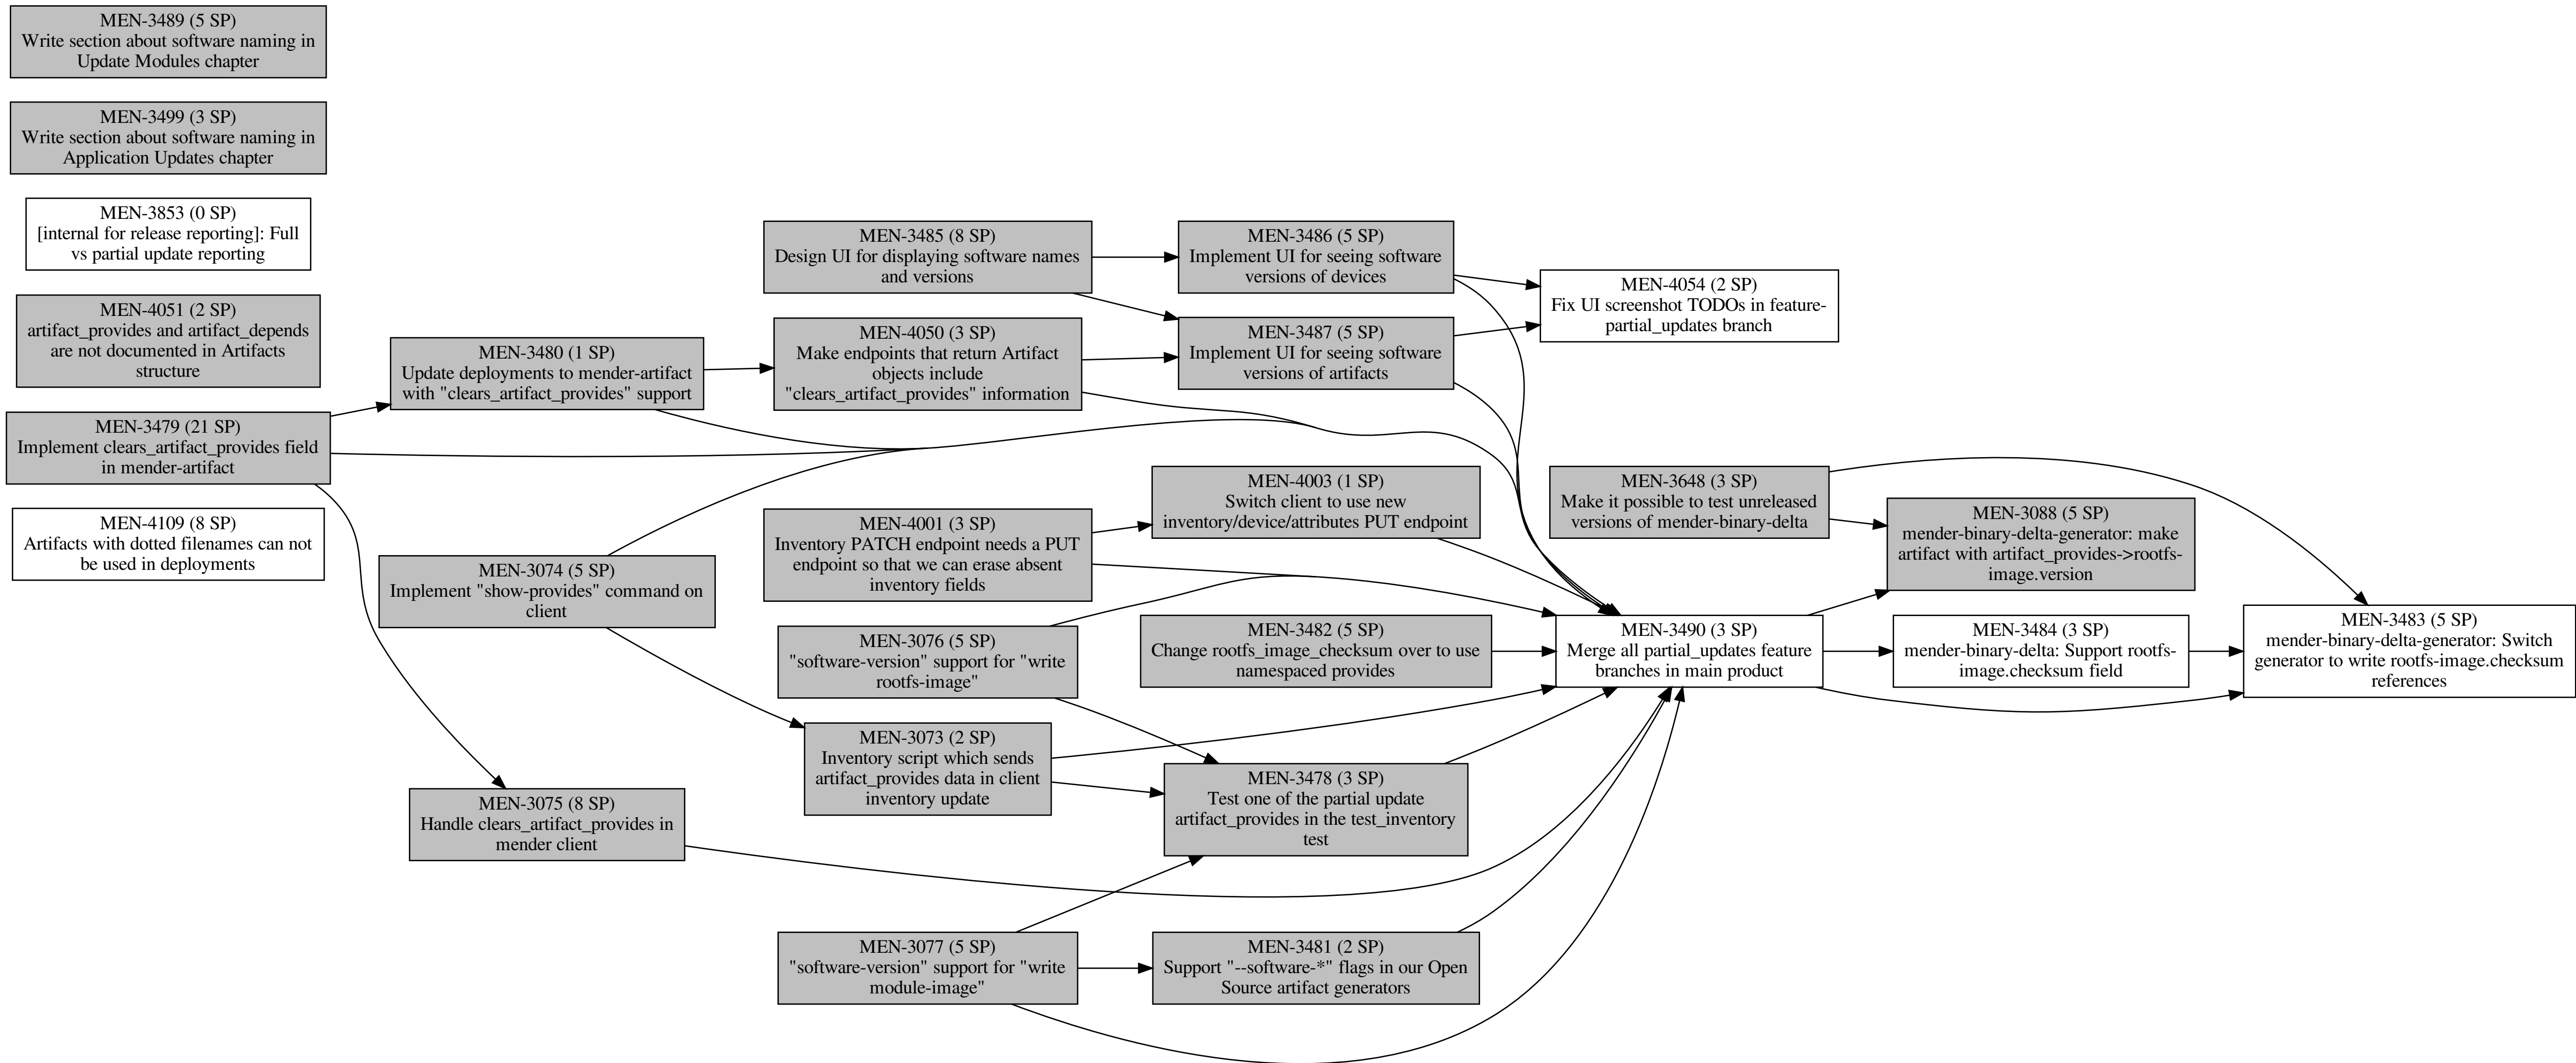 MEN-3489 (5 SP)
Write section about software naming in
Update Modules chapter
MEN-3499 (3 SP)
Write section about software naming in
Application Updates chapter
MEN-3853 (0 SP)
[internal for release reporting]: Full
vs partial update reporting
MEN-4051 (2 SP)
artifact_provides and artifact_depends
are not documented in Artifacts
structure
MEN-3479 (21 SP)
Implement clears_artifact_provides field
in mender-artifact
MEN-4109 (8 SP)
Artifacts with dotted filenames can not
be used in deployments
MEN-3480 (1 SP)
Update deployments to mender-artifact
with "clears_artifact_provides" support
MEN-3074 (5 SP)
Implement "show-provides" command on
client
MEN-3075 (8 SP)
Handle clears_artifact_provides in
mender client
MEN-3485 (8 SP)
Design UI for displaying software names
and versions
MEN-4050 (3 SP)
Make endpoints that return Artifact
objects include
"clears_artifact_provides" information
MEN-4001 (3 SP)
Inventory PATCH endpoint needs a PUT
endpoint so that we can erase absent
inventory fields
MEN-3076 (5 SP)
"software-version" support for "write
rootfs-image"
MEN-3073 (2 SP)
Inventory script which sends
artifact_provides data in client
inventory update
MEN-3077 (5 SP)
"software-version" support for "write
module-image"
MEN-3486 (5 SP)
Implement UI for seeing software
versions of devices
MEN-3487 (5 SP)
Implement UI for seeing software
versions of artifacts
MEN-4003 (1 SP)
Switch client to use new
inventory/device/attributes PUT endpoint
MEN-3482 (5 SP)
Change rootfs_image_checksum over to use
namespaced provides
MEN-3478 (3 SP)
Test one of the partial update
artifact_provides in the test_inventory
test
MEN-3481 (2 SP)
Support "--software-*" flags in our Open
Source artifact generators
MEN-4054 (2 SP)
Fix UI screenshot TODOs in feature-
partial_updates branch
MEN-3648 (3 SP)
Make it possible to test unreleased
versions of mender-binary-delta
MEN-3490 (3 SP)
Merge all partial_updates feature
branches in main product
MEN-3088 (5 SP)
mender-binary-delta-generator: make
artifact with artifact_provides->rootfs-
image.version
MEN-3484 (3 SP)
mender-binary-delta: Support rootfs-
image.checksum field
MEN-3483 (5 SP)
mender-binary-delta-generator: Switch
generator to write rootfs-image.checksum
references